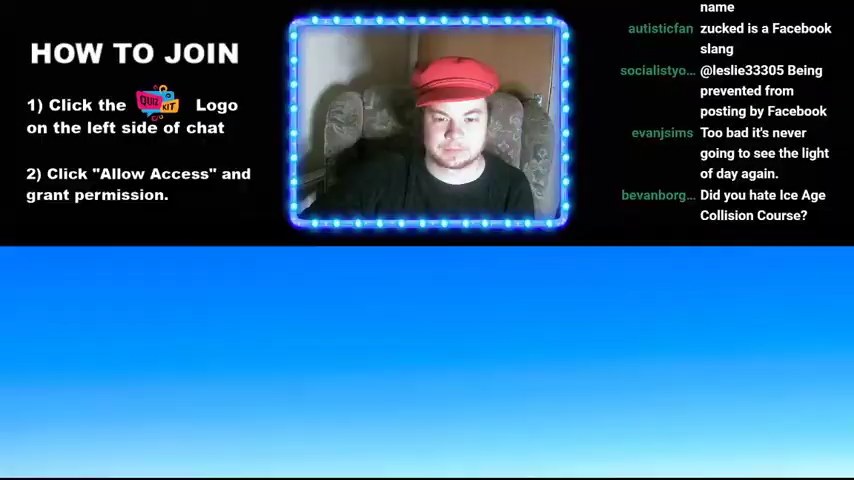 HOW TO JOIN
1) Click the QUIZ KIT Logo
on the left side of chat
2) Click "Allow Access" and
grant permission.
name
autisticfan zucked is a Facebook
slang
socialistyo… @leslie33305 Being
prevented from
posting by Facebook
evanjsims Too bad it's never
going to see the light
of day again.
bevanborg… Did you hate Ice Age
Collision Course?